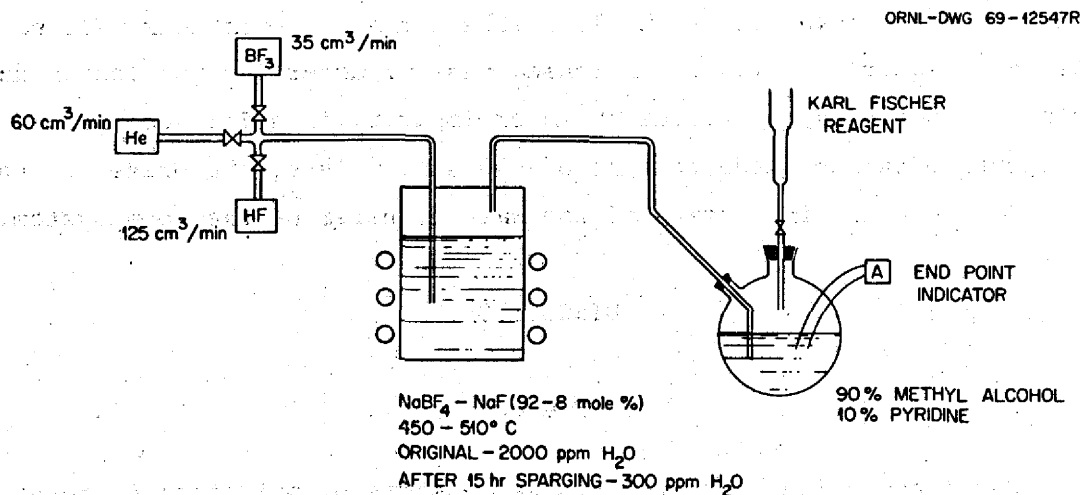 ORNL-DWG 69-12547R
BF₃
35 cm³/min
60 cm³/min
He
HF
125 cm³/min
KARL FISCHER
REAGENT
A
END POINT
INDICATOR
90% METHYL ALCOHOL
10% PYRIDINE
NaBF₄-NaF (92-8 mole %)
450-510° C
ORIGINAL-2000 ppm H₂O
AFTER 15 hr SPARGING-300 ppm H₂O